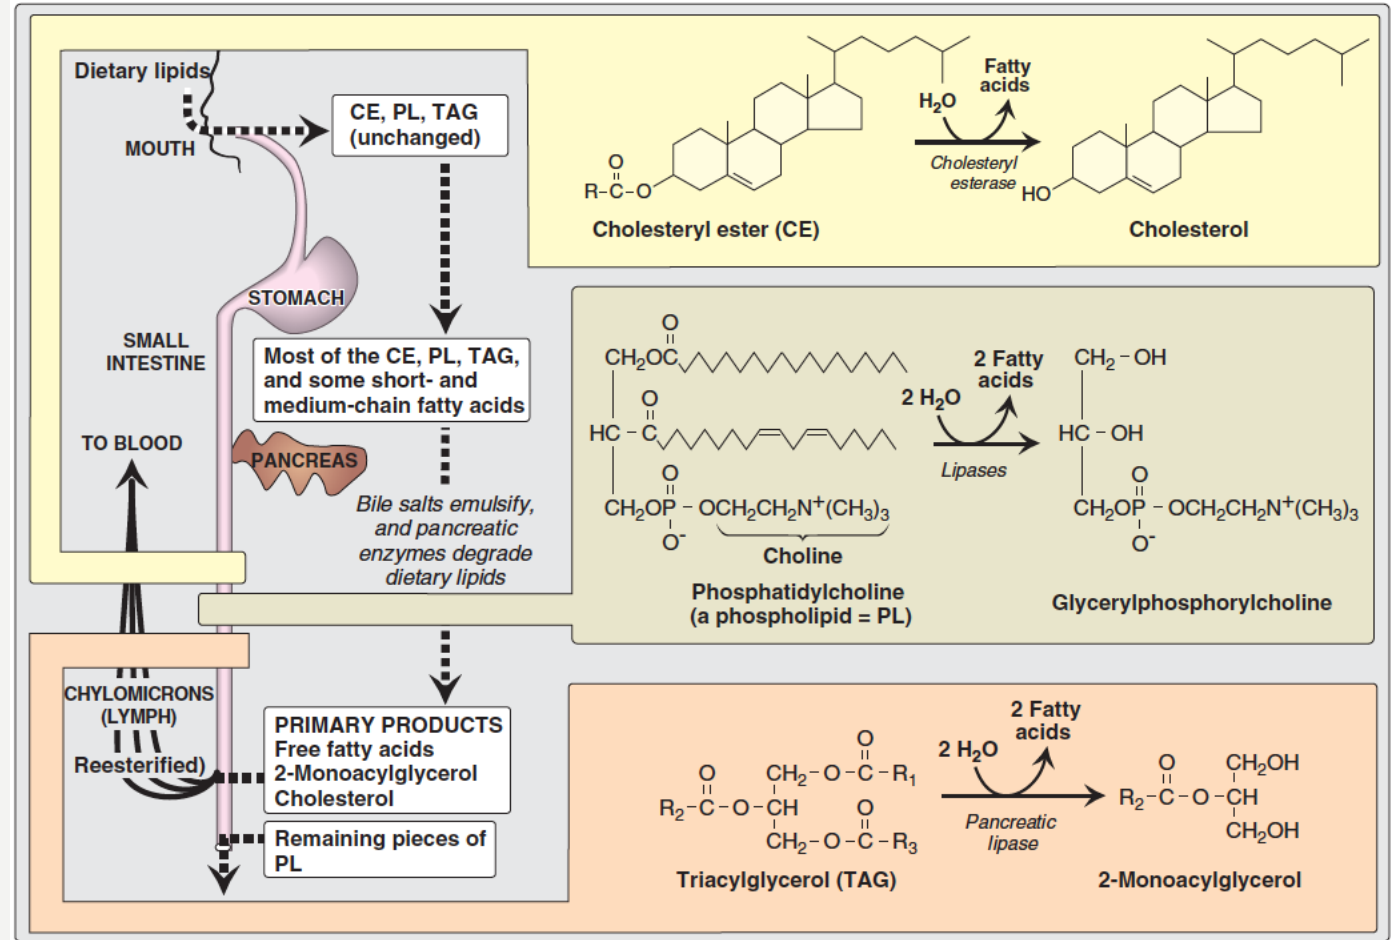 Dietary lipids
MOUTH
CE, PL, TAG
(unchanged)
STOMACH
SMALL
INTESTINE
Most of the CE, PL, TAG,
and some short- and
medium-chain fatty acids
TO BLOOD
PANCREAS
Bile salts emulsify,
and pancreatic
enzymes degrade
dietary lipids
CHYLOMICRONS
(LYMPH)
Reesterified)
PRIMARY PRODUCTS
Free fatty acids
2-Monoacylglycerol
Cholesterol
Remaining pieces of
PL
O
R-C-O
Cholesteryl ester (CE)
H₂O
Fatty
acids
Cholesteryl
esterase
HO
Cholesterol
O
CH₂OC
O
HC - C
O
CH₂OP - OCH₂CH₂N⁺(CH₃)₃
O⁻
Choline
Phosphatidylcholine
(a phospholipid = PL)
2 H₂O
2 Fatty
acids
Lipases
CH₂ - OH
HC - OH
O
CH₂OP - OCH₂CH₂N⁺(CH₃)₃
O⁻
Glycerylphosphorylcholine
O
O CH₂-O-C-R₁
R₂-C-O-CH O
CH₂-O-C-R₃
Triacylglycerol (TAG)
2 H₂O
2 Fatty
acids
Pancreatic
lipase
O CH₂OH
R₂-C-O-CH
CH₂OH
2-Monoacylglycerol